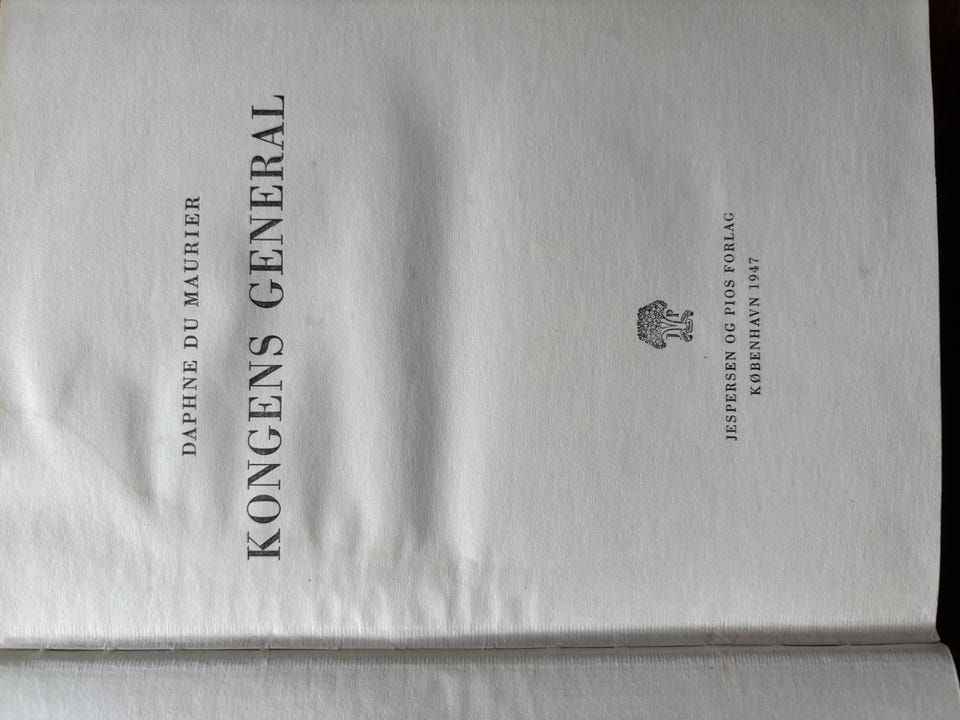 DAPHNE DU MAURIER
KONGENS GENERAL
J P
JESPERSEN OG PIOS FORLAG
KØBENHAVN 1947